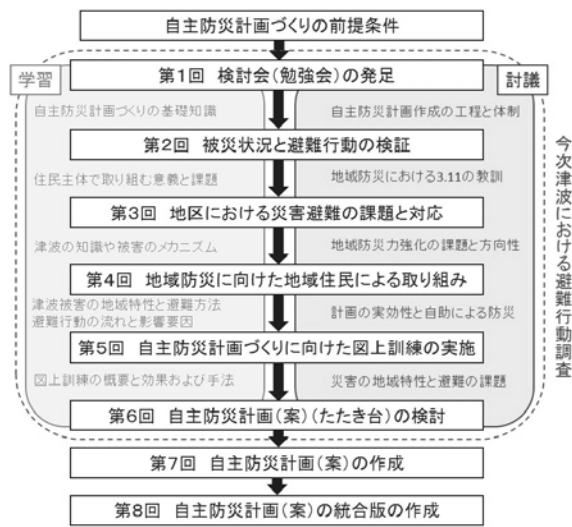 自主防災計画づくりの前提条件
学習
討議
第1回 検討会(勉強会)の発足
自主防災計画づくりの基礎知識
自主防災計画作成の工程と体制
第2回 被災状況と避難行動の検証
住民主体で取り組む意義と課題
地域防災における3.11の教訓
第3回 地区における災害避難の課題と対応
津波の知識や被害のメカニズム
地域防災力強化の課題と方向性
第4回 地域防災に向けた地域住民による取り組み
津波被害の地域特性と避難方法
避難行動の流れと影響要因
計画の実効性と自助による防災
第5回 自主防災計画づくりに向けた図上訓練の実施
図上訓練の概要と効果および手法
災害の地域特性と避難の課題
第6回 自主防災計画(案)(たたき台)の検討
第7回 自主防災計画(案)の作成
第8回 自主防災計画(案)の統合版の作成
今次津波における避難行動調査